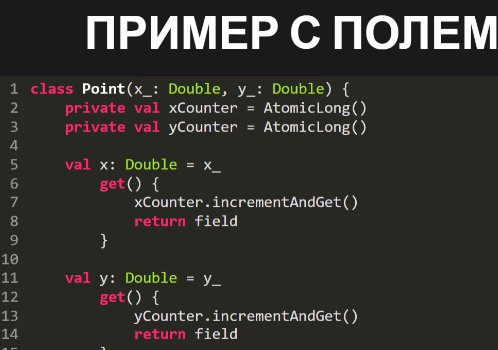 ПРИМЕР С ПОЛЕМ
1 class Point(x_: Double, y_: Double) {
2     private val xCounter = AtomicLong()
3     private val yCounter = AtomicLong()
4
5     val x: Double = x_
6         get() {
7             xCounter.incrementAndGet()
8             return field
9         }
10
11     val y: Double = y_
12         get() {
13             yCounter.incrementAndGet()
14             return field